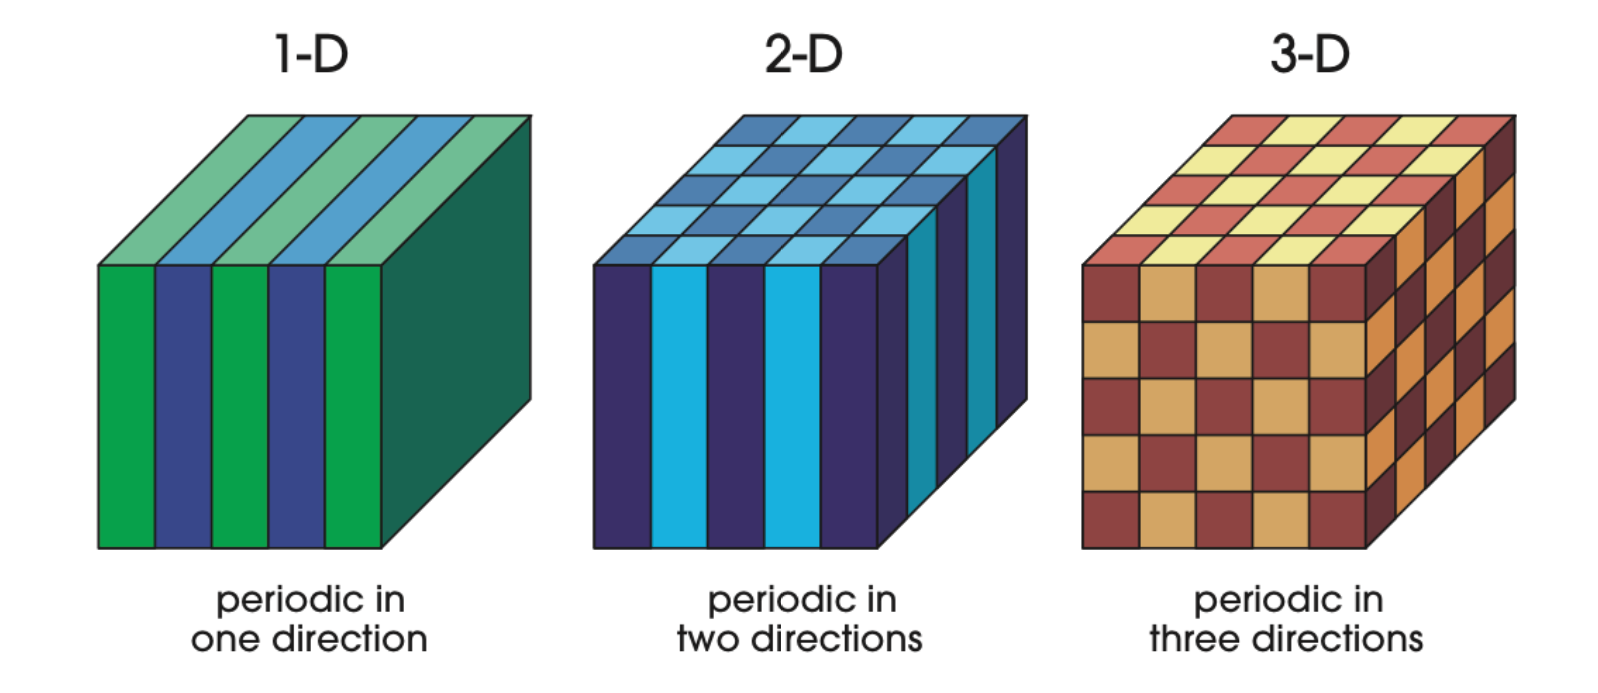 1-D
2-D
3-D
periodic in
one direction
periodic in
two directions
periodic in
three directions